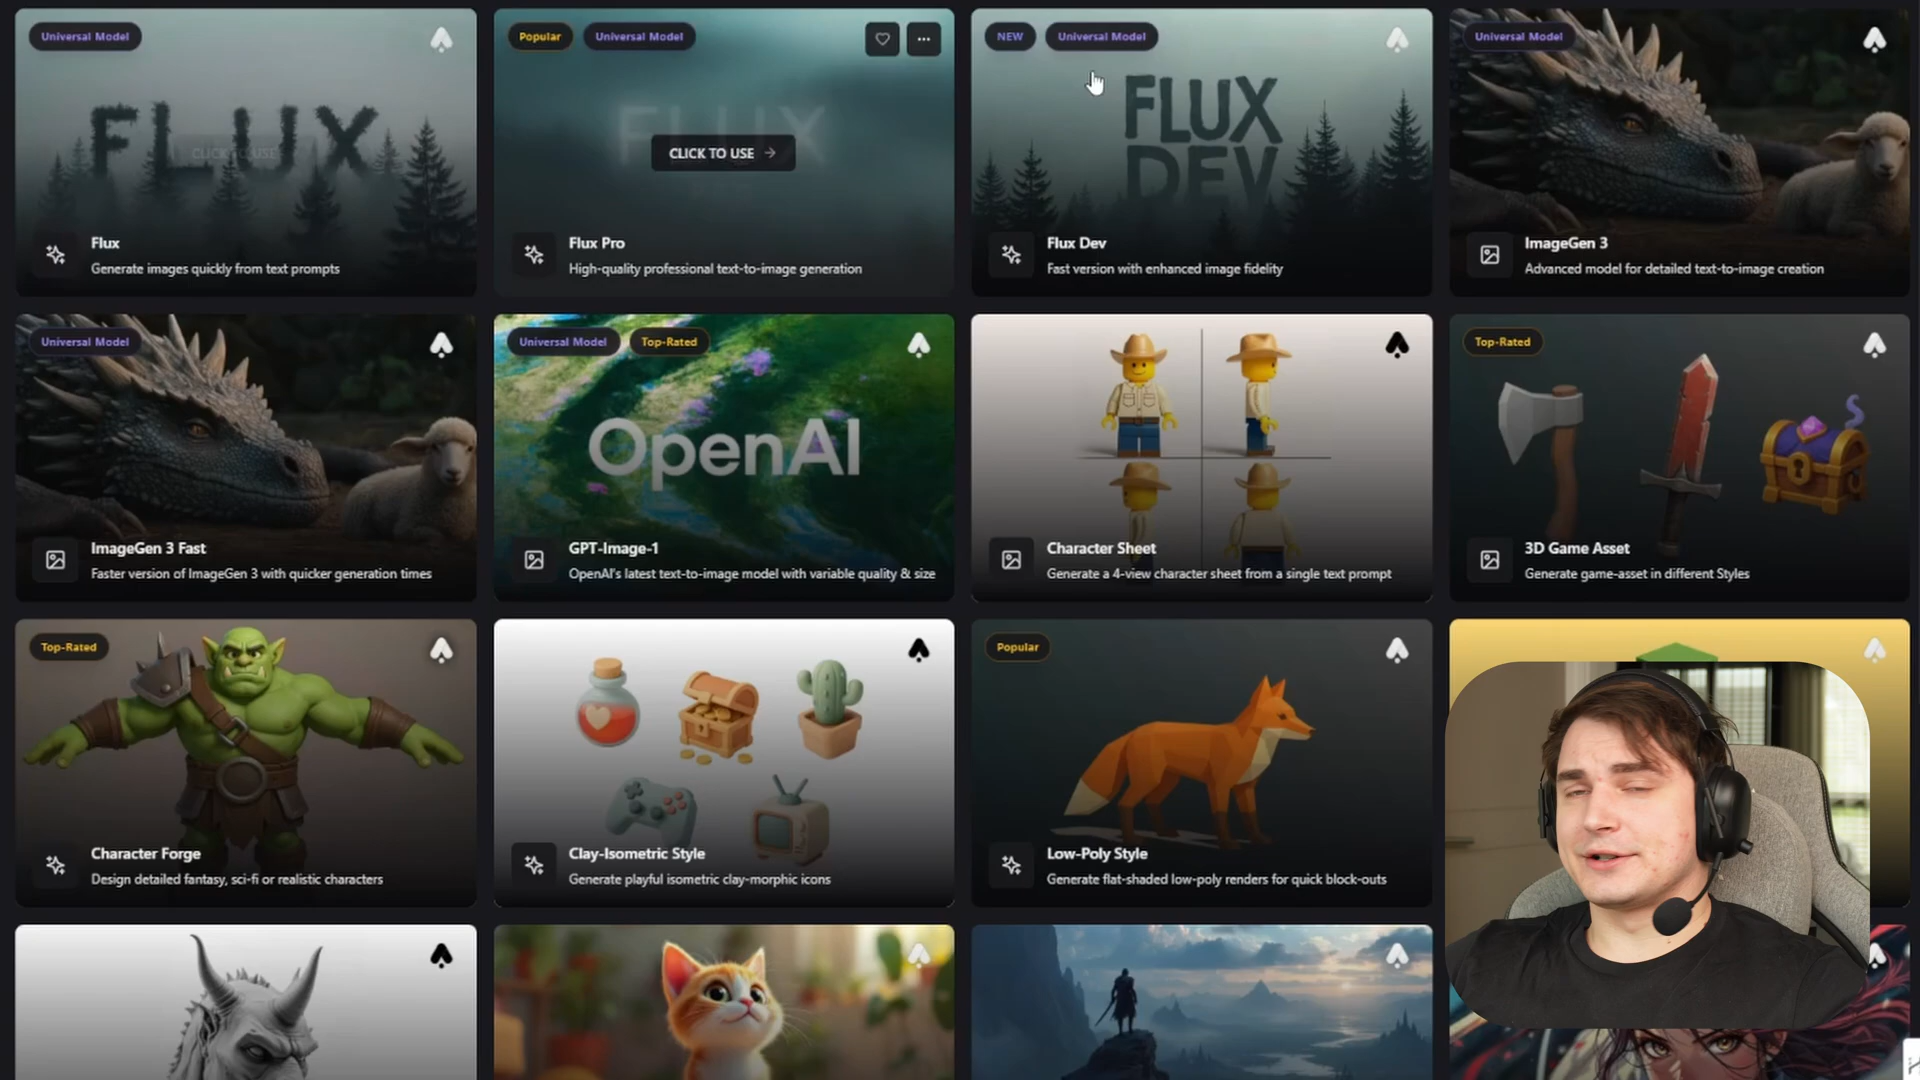 Universal Model
FLUX
CLICK TO USE
Flux
Generate images quickly from text prompts
Popular
Universal Model
FLUX
CLICK TO USE →
Flux Pro
High-quality professional text-to-image generation
NEW
Universal Model
FLUX
DEV
Flux Dev
Fast version with enhanced image fidelity
Universal Model
ImageGen 3
Advanced model for detailed text-to-image creation
Universal Model
ImageGen 3 Fast
Faster version of ImageGen 3 with quicker generation times
Universal Model
Top-Rated
OpenAI
GPT-Image-1
OpenAI's latest text-to-image model with variable quality & size
Character Sheet
Generate a 4-view character sheet from a single text prompt
Top-Rated
3D Game Asset
Generate game-asset in different Styles
Top-Rated
Character Forge
Design detailed fantasy, sci-fi or realistic characters
Clay-Isometric Style
Generate playful isometric clay-morphic icons
Popular
Low-Poly Style
Generate flat-shaded low-poly renders for quick block-outs